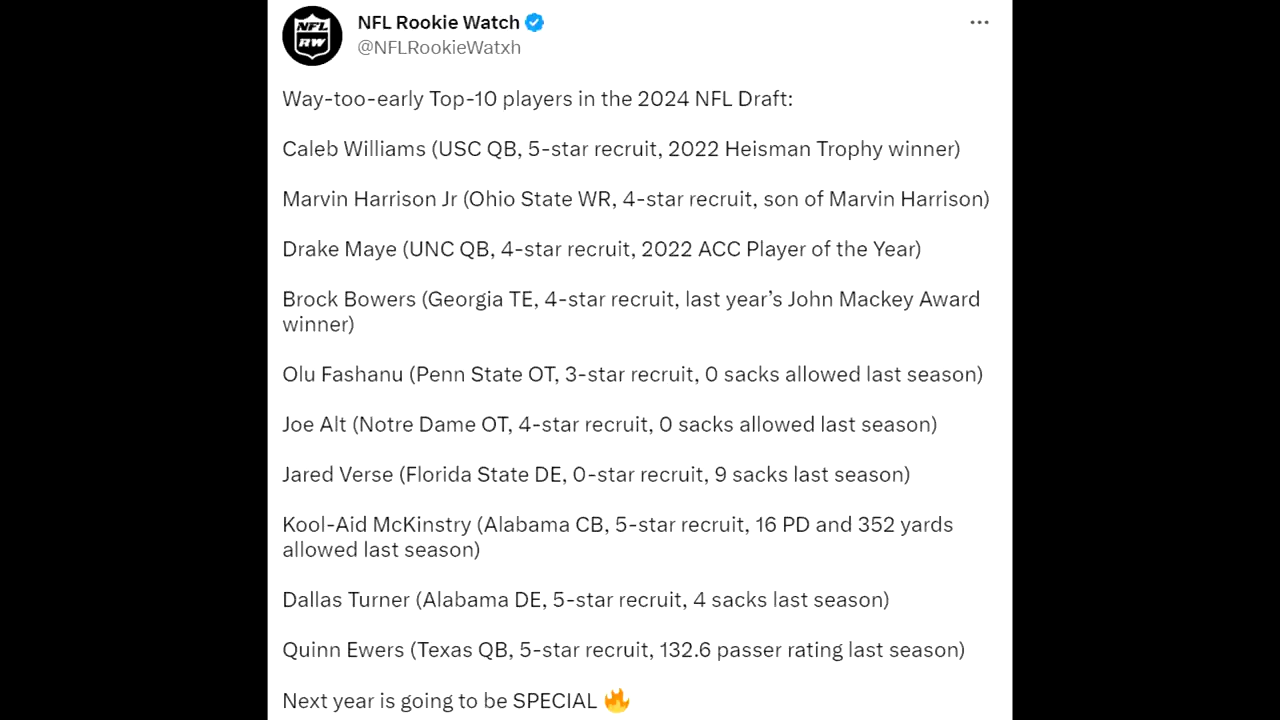 NFL
RW
NFL Rookie Watch
@NFLRookieWatxh
Way-too-early Top-10 players in the 2024 NFL Draft:
Caleb Williams (USC QB, 5-star recruit, 2022 Heisman Trophy winner)
Marvin Harrison Jr (Ohio State WR, 4-star recruit, son of Marvin Harrison)
Drake Maye (UNC QB, 4-star recruit, 2022 ACC Player of the Year)
Brock Bowers (Georgia TE, 4-star recruit, last year’s John Mackey Award
winner)
Olu Fashanu (Penn State OT, 3-star recruit, 0 sacks allowed last season)
Joe Alt (Notre Dame OT, 4-star recruit, 0 sacks allowed last season)
Jared Verse (Florida State DE, 0-star recruit, 9 sacks last season)
Kool-Aid McKinstry (Alabama CB, 5-star recruit, 16 PD and 352 yards
allowed last season)
Dallas Turner (Alabama DE, 5-star recruit, 4 sacks last season)
Quinn Ewers (Texas QB, 5-star recruit, 132.6 passer rating last season)
Next year is going to be SPECIAL 🔥